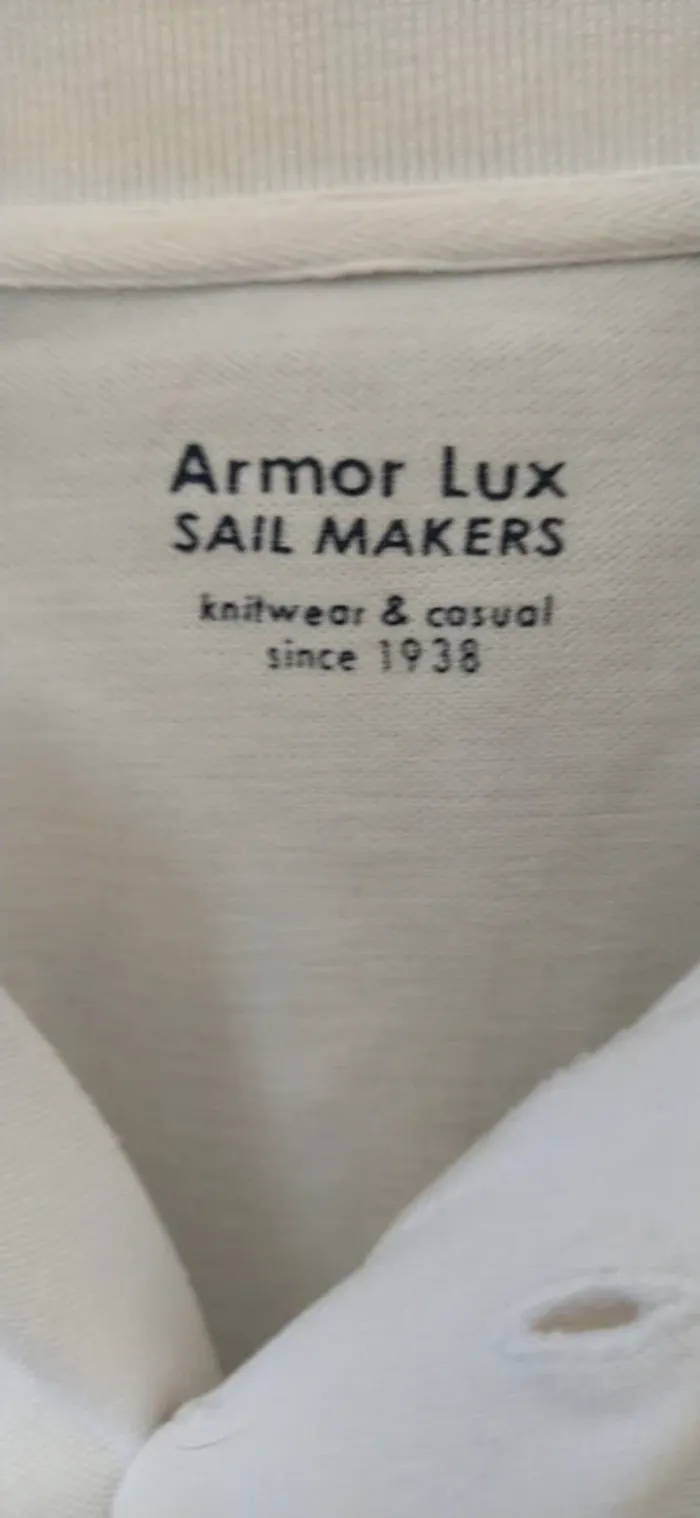 Armor Lux
SAIL MAKERS
knitwear & casual
since 1938